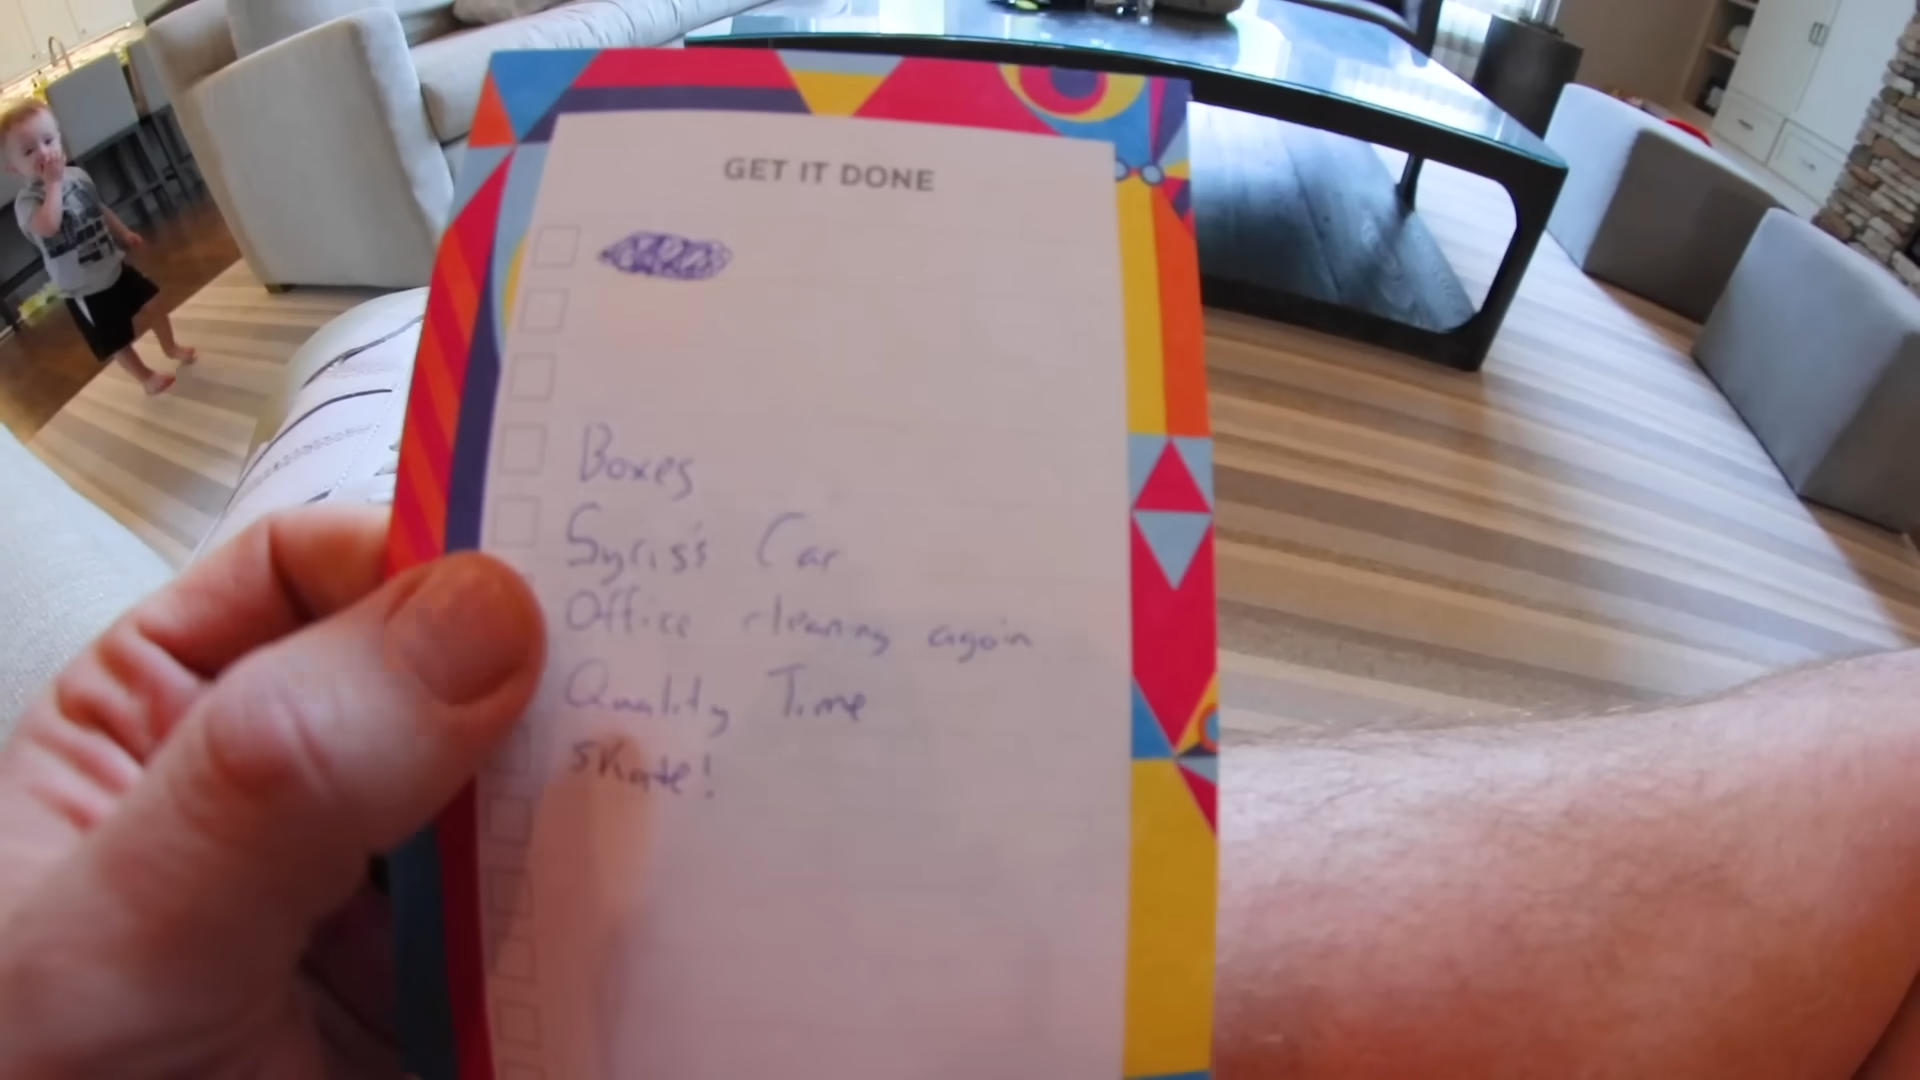 GET IT DONE
Boxes
Syris's Car
Office cleaning again
Quality Time
skate!